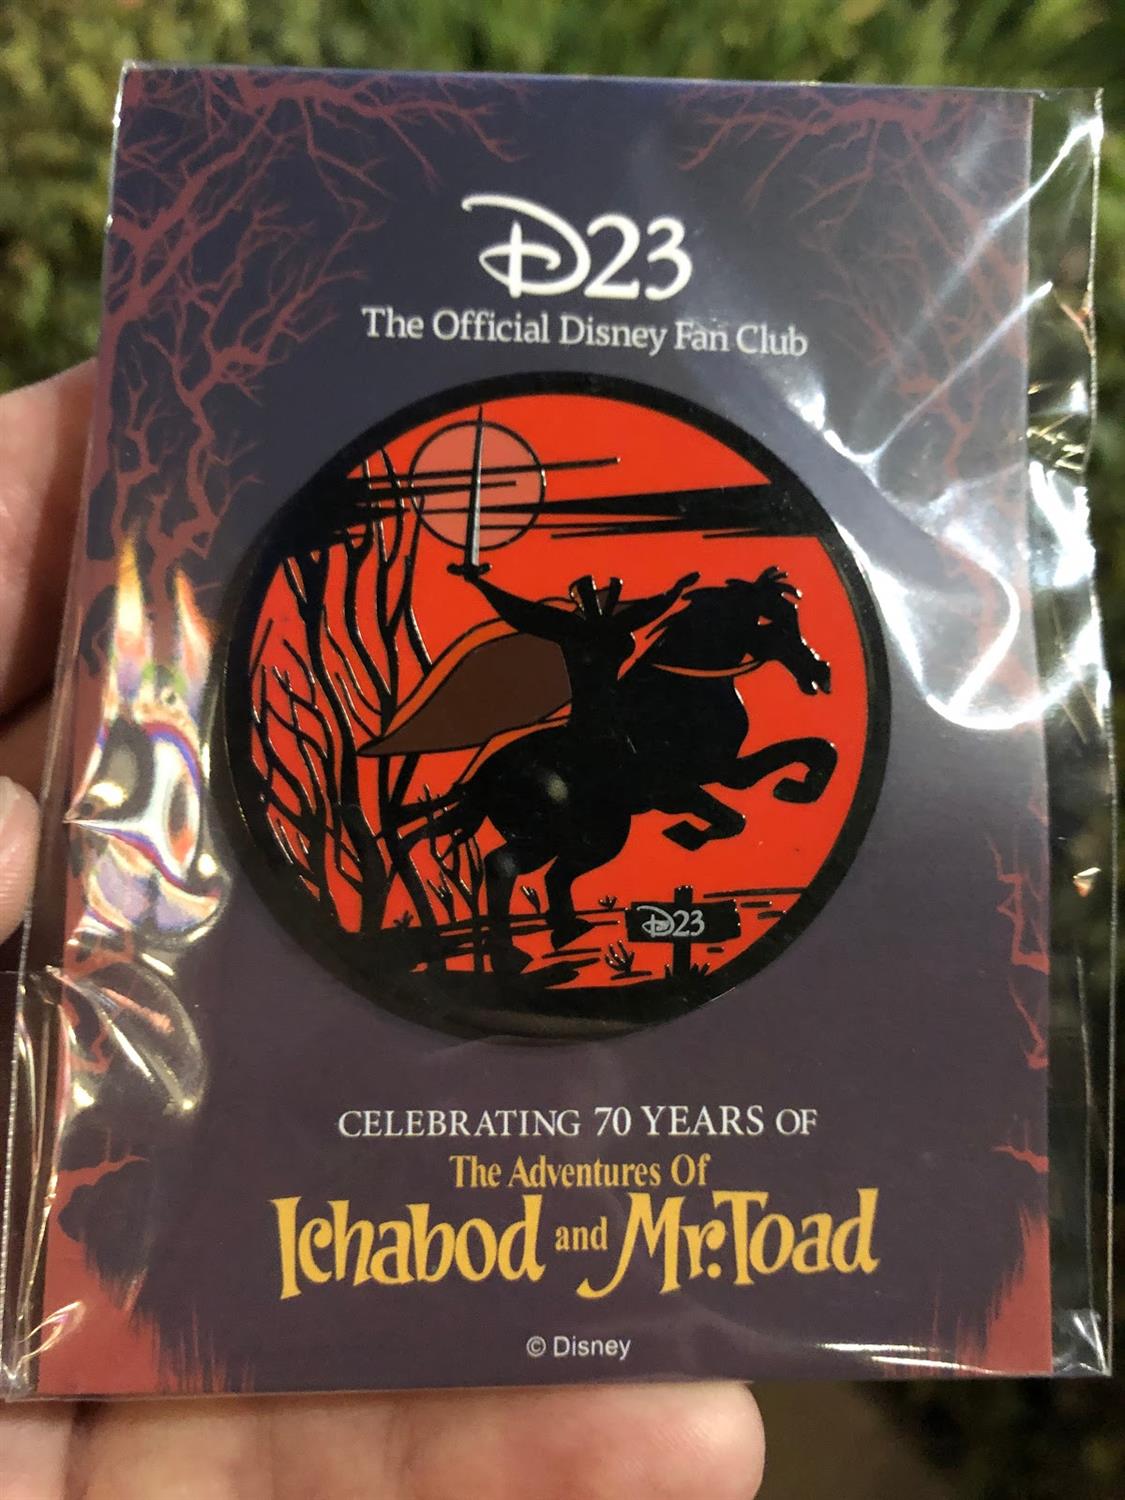 D23
The Official Disney Fan Club
D23
CELEBRATING 70 YEARS OF
The Adventures Of
Ichabod and Mr. Toad
© Disney